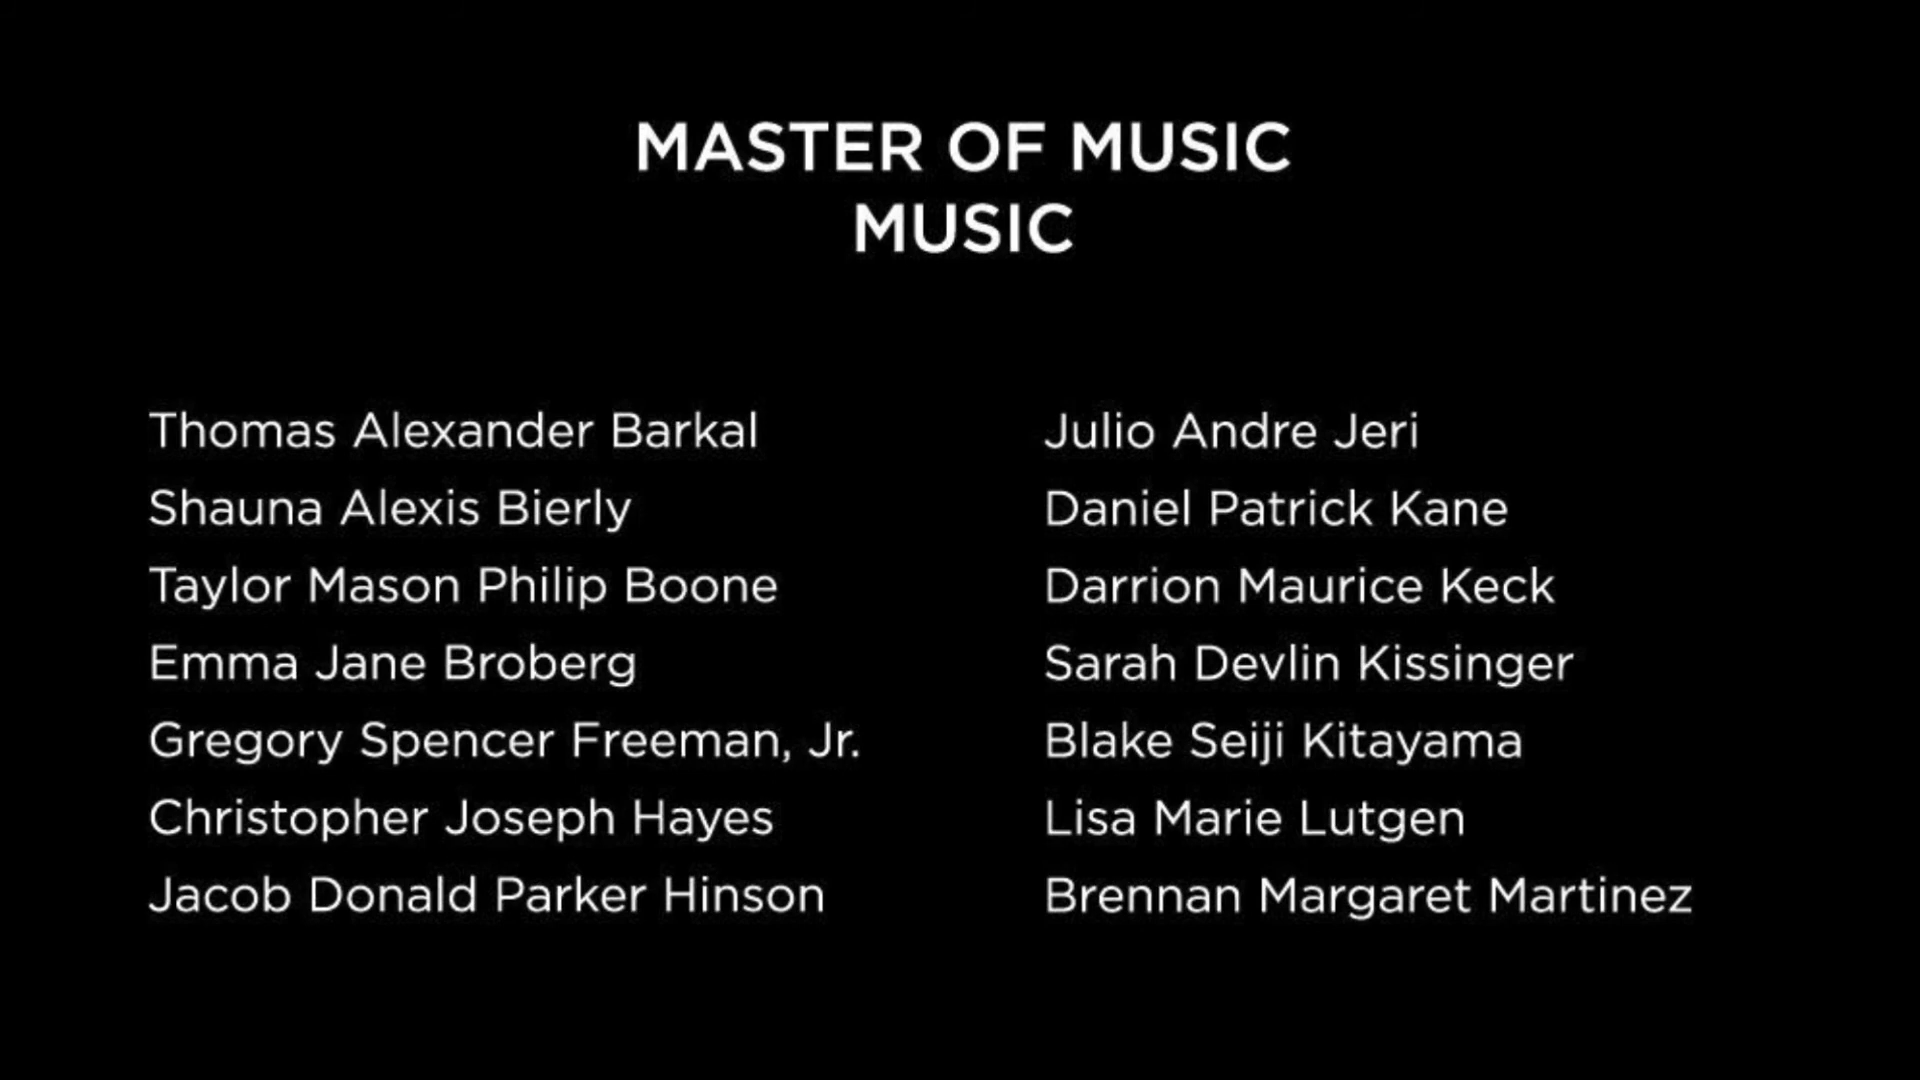 MASTER OF MUSIC
MUSIC
Thomas Alexander Barkal
Shauna Alexis Bierly
Taylor Mason Philip Boone
Emma Jane Broberg
Gregory Spencer Freeman, Jr.
Christopher Joseph Hayes
Jacob Donald Parker Hinson
Julio Andre Jeri
Daniel Patrick Kane
Darrion Maurice Keck
Sarah Devlin Kissinger
Blake Seiji Kitayama
Lisa Marie Lutgen
Brennan Margaret Martinez